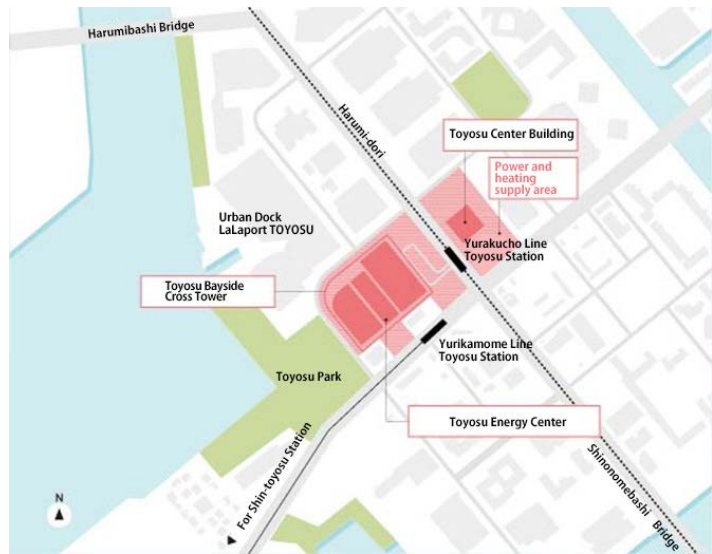 Harumibashi Bridge
Harumi-dori
Toyosu Center Building
Power and
heating
supply area
Urban Dock
LaLaport TOYOSU
Yurakucho Line
Toyosu Station
Toyosu Bayside
Cross Tower
Yurikamome Line
Toyosu Station
Toyosu Park
Toyosu Energy Center
For Shin-toyosu Station
Shinonomebashi
Bridge
N